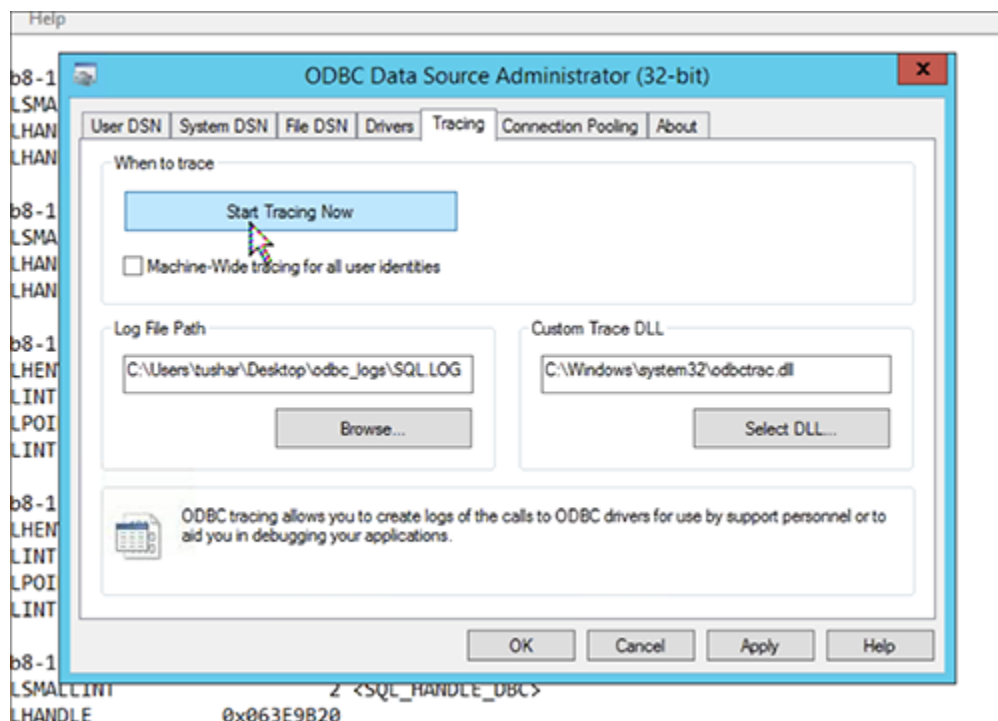 Help
ODBC Data Source Administrator (32-bit)
x
User DSN System DSN File DSN Drivers Tracing Connection Pooling About
When to trace
Start Tracing Now
Machine-Wide tracing for all user identities
Log File Path
C:\Users\tushar\Desktop\odbc_logs\SQL.LOG
Browse...
Custom Trace DLL
C:\Windows\system32\odbctrac.dll
Select DLL...
ODBC tracing allows you to create logs of the calls to ODBC drivers for use by support personnel or to
aid you in debugging your applications.
OK Cancel Apply Help
b8-1
LSMA
LHAN
LHAN
b8-1
LSMA
LHAN
LHAN
b8-1
LHEN
LINT
LPOI
LINT
b8-1
LHEN
LINT
LPOI
LINT
b8-1
LSMALLINT 2 <SQL_HANDLE_DBC>
LHANDLE 0x063E9B20